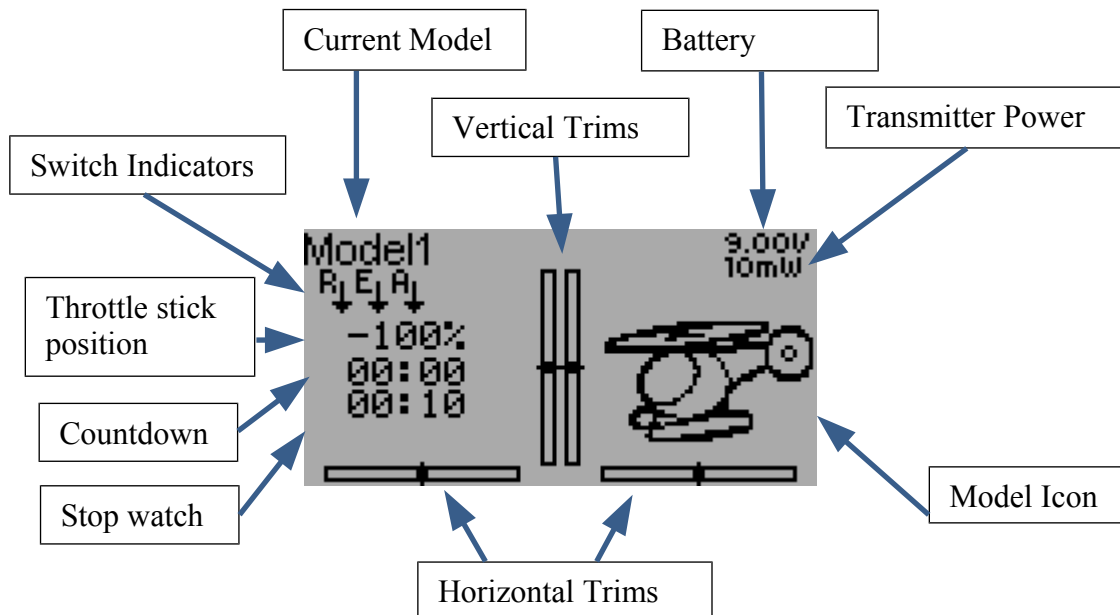 Current Model
Battery
Vertical Trims
Transmitter Power
Switch Indicators
Throttle stick
position
Countdown
Stop watch
Model1
R E A
-100%
00:00
00:10
9.00V
10mW
Model Icon
Horizontal Trims